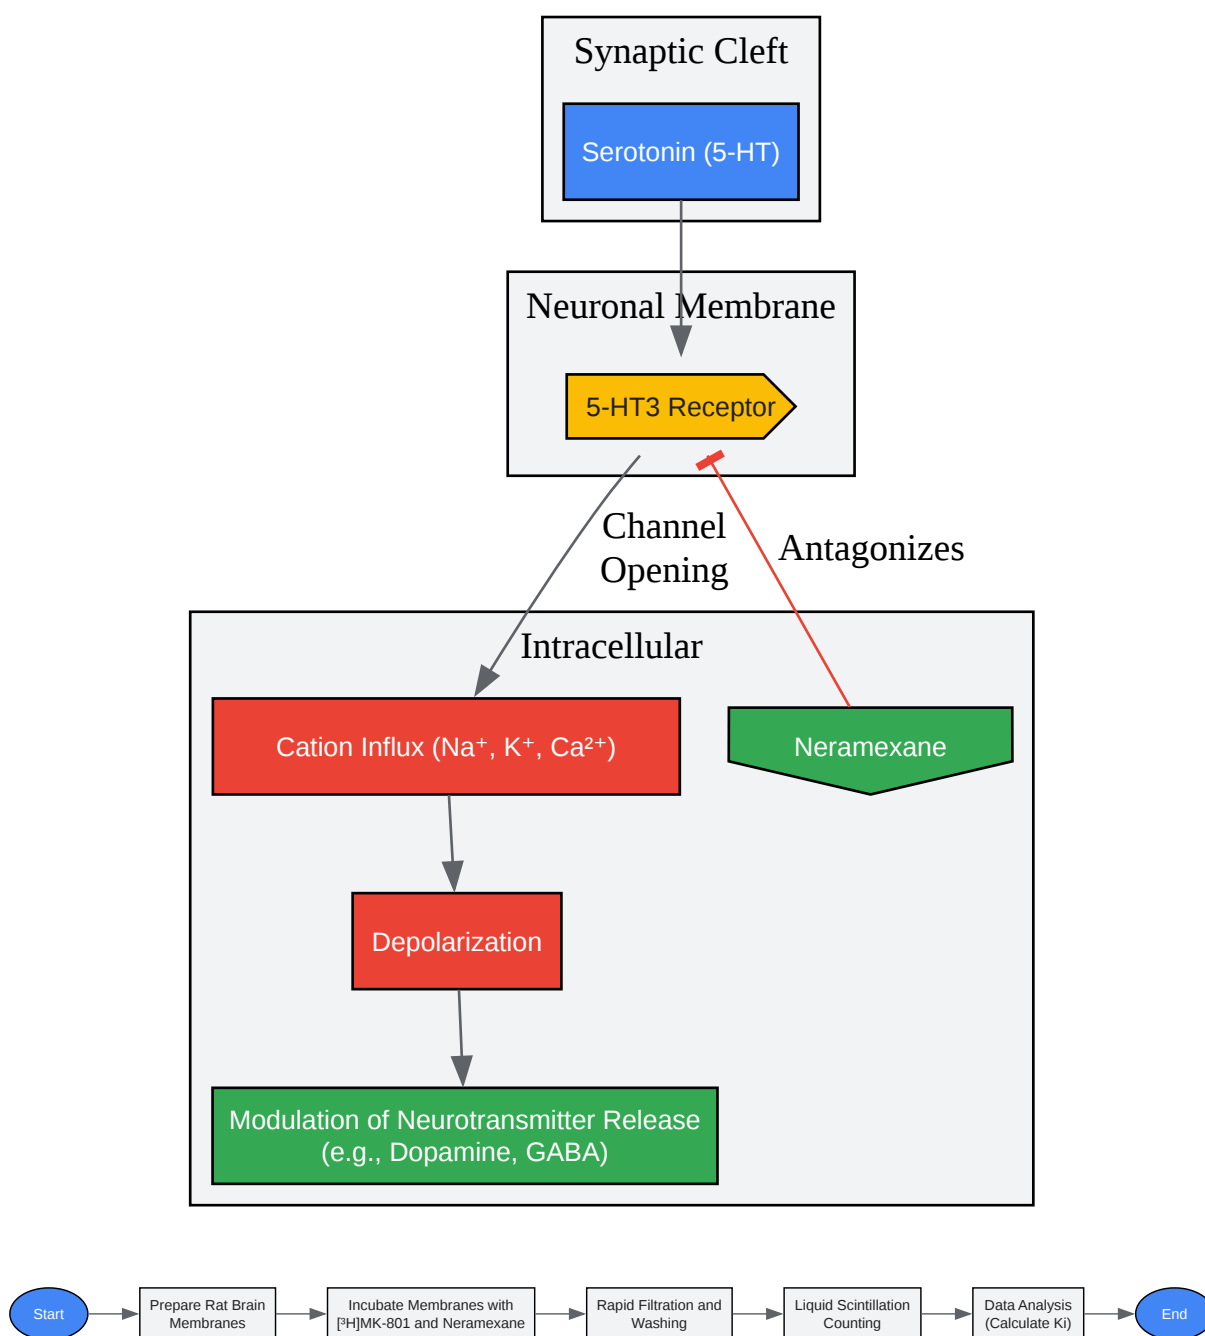 Synaptic Cleft
Serotonin (5-HT)
Neuronal Membrane
5-HT3 Receptor
Channel
Opening
Antagonizes
Intracellular
Cation Influx (Na⁺, K⁺, Ca²⁺)
Neramexane
Depolarization
Modulation of Neurotransmitter Release
(e.g., Dopamine, GABA)
Start
Prepare Rat Brain
Membranes
Incubate Membranes with
[³H]MK-801 and Neramexane
Rapid Filtration and
Washing
Liquid Scintillation
Counting
Data Analysis
(Calculate Ki)
End